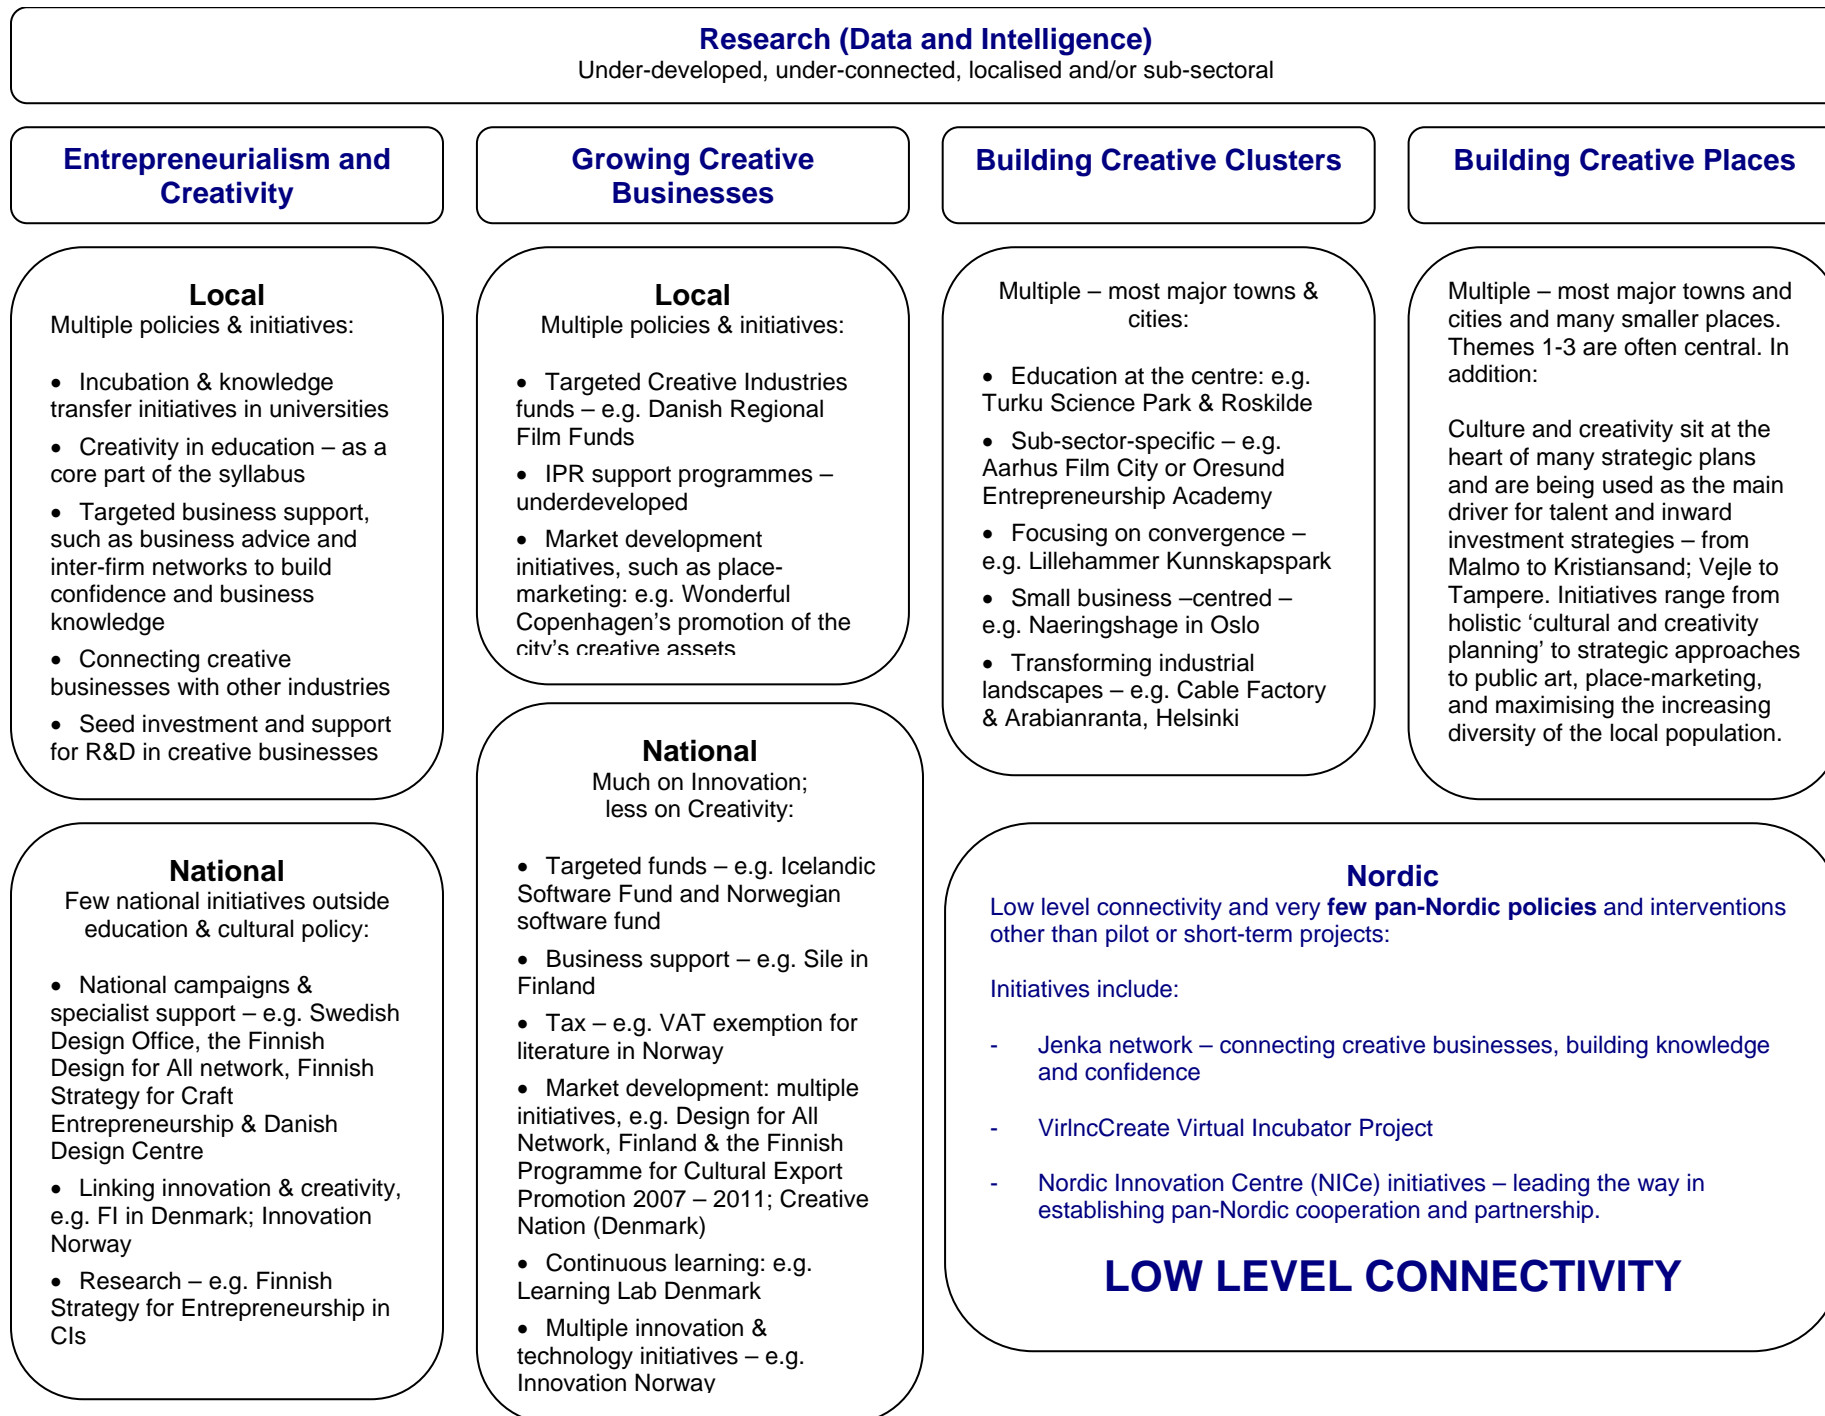 Research (Data and Intelligence)
Under-developed, under-connected, localised and/or sub-sectoral
Entrepreneurialism and
Creativity
Local
Multiple policies & initiatives:
• Incubation & knowledge
transfer initiatives in universities
• Creativity in education – as a
core part of the syllabus
• Targeted business support,
such as business advice and
inter-firm networks to build
confidence and business
knowledge
• Connecting creative
businesses with other industries
• Seed investment and support
for R&D in creative businesses
National
Few national initiatives outside
education & cultural policy:
• National campaigns &
specialist support – e.g. Swedish
Design Office, the Finnish
Design for All network, Finnish
Strategy for Craft
Entrepreneurship & Danish
Design Centre
• Linking innovation & creativity,
e.g. FI in Denmark; Innovation
Norway
• Research – e.g. Finnish
Strategy for Entrepreneurship in
CIs
Growing Creative
Businesses
Local
Multiple policies & initiatives:
• Targeted Creative Industries
funds – e.g. Danish Regional
Film Funds
• IPR support programmes –
underdeveloped
• Market development
initiatives, such as place-
marketing: e.g. Wonderful
Copenhagen’s promotion of the
city’s creative assets
National
Much on Innovation;
less on Creativity:
• Targeted funds – e.g. Icelandic
Software Fund and Norwegian
software fund
• Business support – e.g. Sile in
Finland
• Tax – e.g. VAT exemption for
literature in Norway
• Market development: multiple
initiatives, e.g. Design for All
Network, Finland & the Finnish
Programme for Cultural Export
Promotion 2007 – 2011; Creative
Nation (Denmark)
• Continuous learning: e.g.
Learning Lab Denmark
• Multiple innovation &
technology initiatives – e.g.
Innovation Norway
Building Creative Clusters
Multiple – most major towns &
cities:
• Education at the centre: e.g.
Turku Science Park & Roskilde
• Sub-sector-specific – e.g.
Aarhus Film City or Oresund
Entrepreneurship Academy
• Focusing on convergence –
e.g. Lillehammer Kunnskapspark
• Small business –centred –
e.g. Naeringshage in Oslo
• Transforming industrial
landscapes – e.g. Cable Factory
& Arabianranta, Helsinki
Building Creative Places
Multiple – most major towns and
cities and many smaller places.
Themes 1-3 are often central. In
addition:
Culture and creativity sit at the
heart of many strategic plans
and are being used as the main
driver for talent and inward
investment strategies – from
Malmo to Kristiansand; Vejle to
Tampere. Initiatives range from
holistic ‘cultural and creativity
planning’ to strategic approaches
to public art, place-marketing,
and maximising the increasing
diversity of the local population.
Nordic
Low level connectivity and very few pan-Nordic policies and interventions
other than pilot or short-term projects:
Initiatives include:
- Jenka network – connecting creative businesses, building knowledge
and confidence
- VirIncCreate Virtual Incubator Project
- Nordic Innovation Centre (NICe) initiatives – leading the way in
establishing pan-Nordic cooperation and partnership.
LOW LEVEL CONNECTIVITY